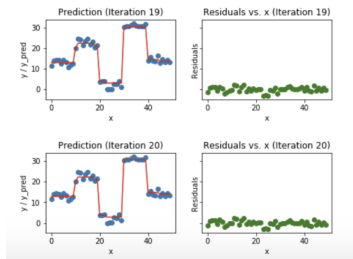 Prediction (Iteration 19)
Residuals vs. x (Iteration 19)
y / y_pred
30
20
10
0
0
20
40
x
Residuals
0
20
40
x
Prediction (Iteration 20)
Residuals vs. x (Iteration 20)
y / y_pred
30
20
10
0
0
20
40
x
Residuals
0
20
40
x